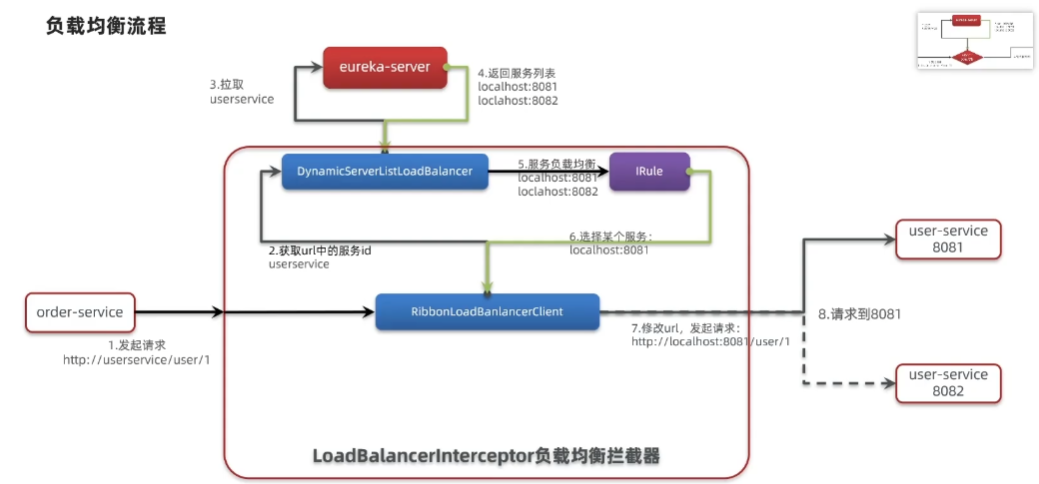 负载均衡流程
eureka-server
3.拉取
userservice
4.返回服务列表
localhost:8081
loclahost:8082
DynamicServerListLoadBalancer
5.服务负载均衡
localhost:8081
loclahost:8082
IRule
2.获取url中的服务id
userservice
6.选择某个服务：
localhost:8081
user-service
8081
order-service
RibbonLoadBanlancerClient
8.请求到8081
1.发起请求
http://userservice/user/1
7.修改url，发起请求：
http://localhost:8081/user/1
user-service
8082
LoadBalancerInterceptor负载均衡拦截器